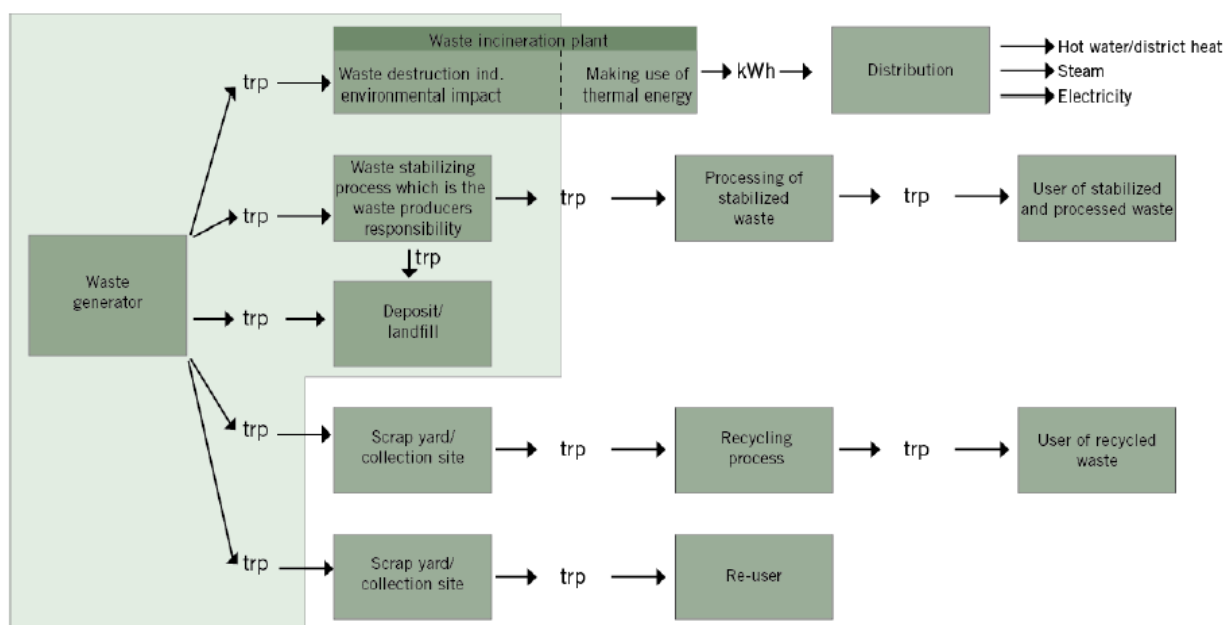 Waste incineration plant
trp
Waste destruction ind.
environmental impact
Making use of
thermal energy
kWh
Distribution
Hot water/district heat
Steam
Electricity
trp
Waste stabilizing
process which is the
waste producers
responsibility
trp
Processing of
stabilized
waste
trp
User of stabilized
and processed waste
trp
Waste
generator
trp
Deposit/
landfill
trp
Scrap yard/
collection site
trp
Recycling
process
trp
User of recycled
waste
trp
Scrap yard/
collection site
trp
Re-user